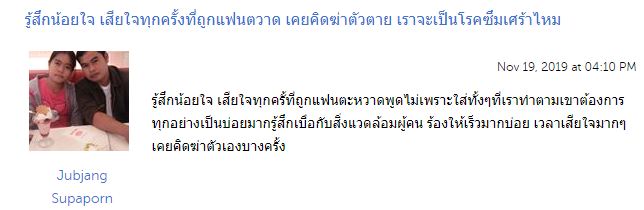 รู้สึกน้อยใจ เสียใจทุกครั้งที่ถูกแฟนตวาด เคยคิดฆ่าตัวตาย เราจะเป็นโรคซึมเศร้าไหม
Nov 19, 2019 at 04:10 PM
รู้สึกน้อยใจ เสียใจทุกครั้ที่ถูกแฟนตะหวาดพูดไม่เพราะใส่ทั้งๆที่เราทำตามเขาต้องการ
ทุกอย่างเป็นบ่อยมากรู้สึกเบื่อกับสิ่งแวดล้อมผู้คน ร้องให้เร็วมากบ่อย เวลาเสียใจมากๆ
เคยคิดฆ่าตัวเองบางครั้ง
Jubjang
Supaporn